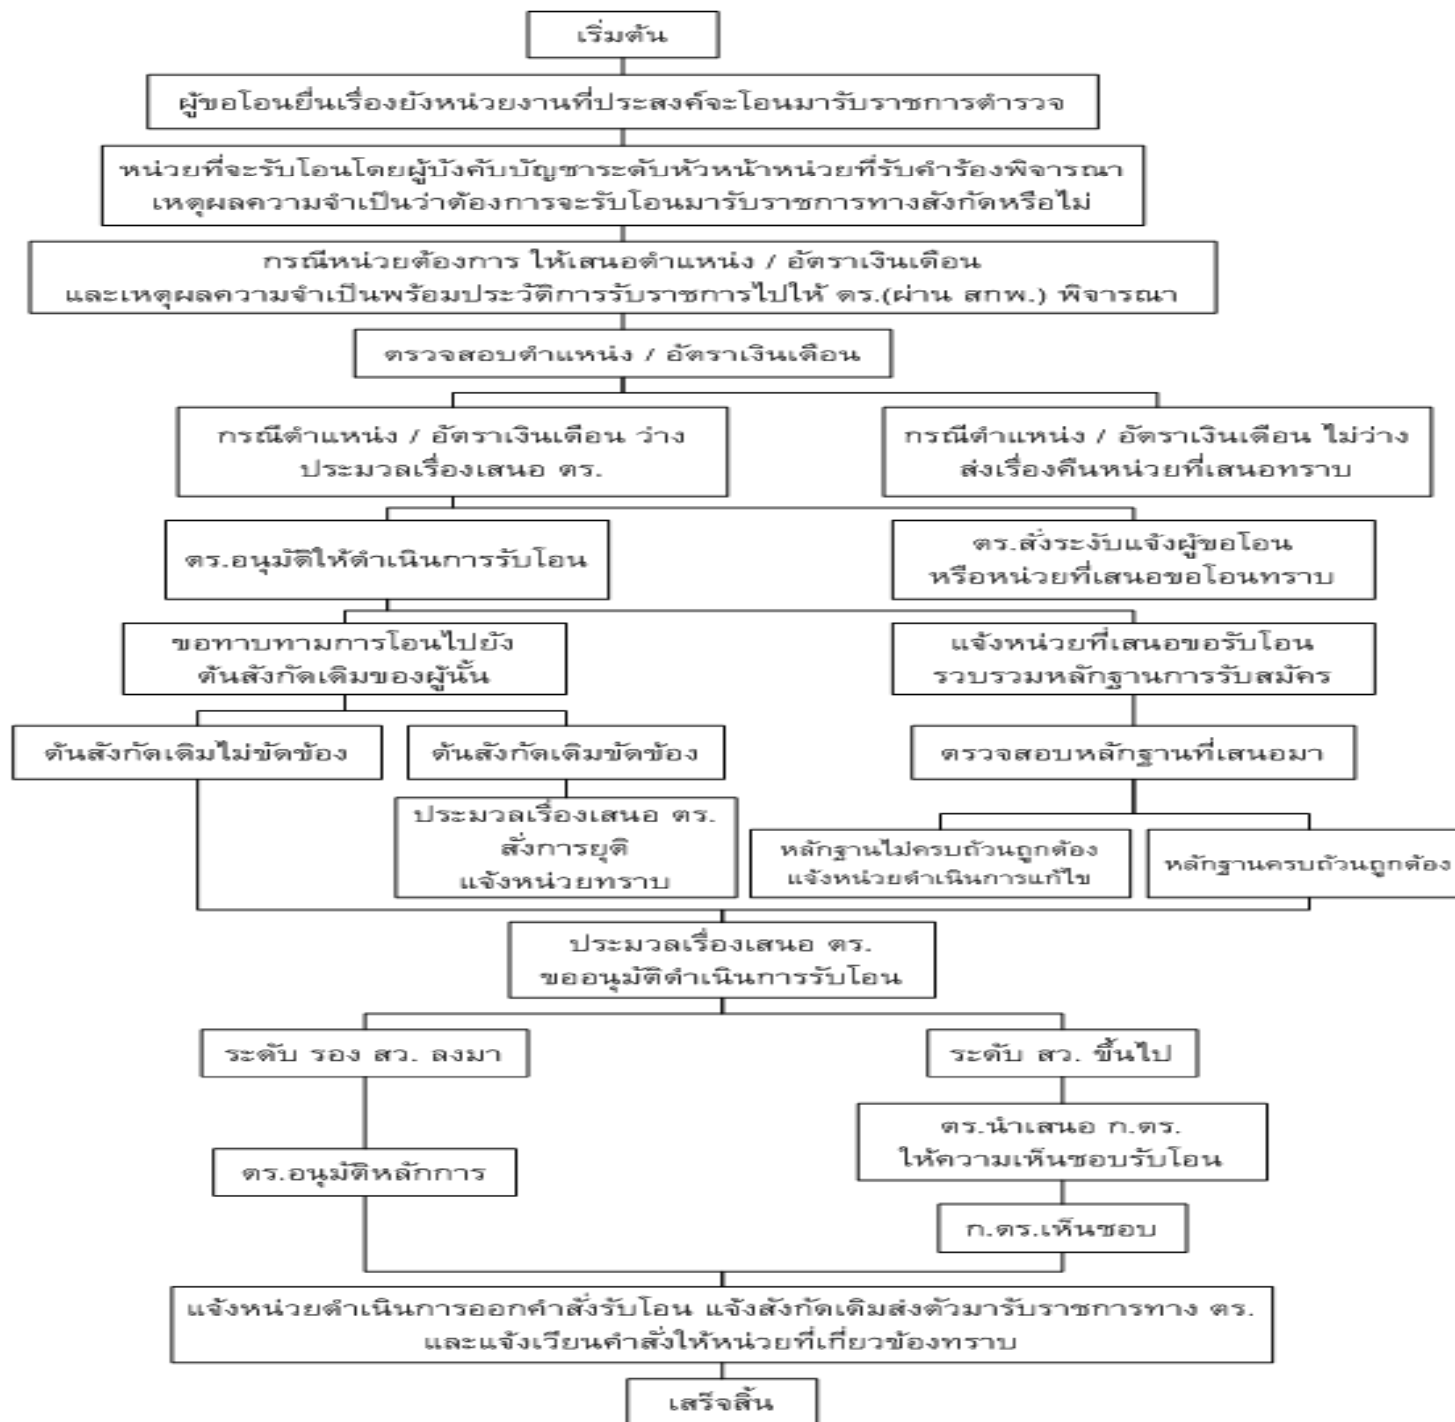 เริ่มต้น
ผู้ขอโอนยื่นเรื่องยังหน่วยงานที่ประสงค์จะโอนมารับราชการตำรวจ
หน่วยที่จะรับโอนโดยผู้บังคับบัญชาระดับหัวหน้าหน่วยที่รับคำร้องพิจารณา
เหตุผลความจำเป็นว่าต้องการจะรับโอนมารับราชการทางสังกัดหรือไม่
กรณีหน่วยต้องการ ให้เสนอตำแหน่ง / อัตราเงินเดือน
และเหตุผลความจำเป็นพร้อมประวัติการรับราชการไปให้ ตร.(ผ่าน สกพ.) พิจารณา
ตรวจสอบตำแหน่ง / อัตราเงินเดือน
กรณีตำแหน่ง / อัตราเงินเดือน ว่าง
ประมวลเรื่องเสนอ ตร.
กรณีตำแหน่ง / อัตราเงินเดือน ไม่ว่าง
ส่งเรื่องคืนหน่วยที่เสนอทราบ
ตร.อนุมัติให้ดำเนินการรับโอน
ตร.สั่งระงับแจ้งผู้ขอโอน
หรือหน่วยที่เสนอขอโอนทราบ
ขอทาบทามการโอนไปยัง
ต้นสังกัดเดิมของผู้นั้น
แจ้งหน่วยที่เสนอขอรับโอน
รวบรวมหลักฐานการรับสมัคร
ต้นสังกัดเดิมไม่ขัดข้อง
ต้นสังกัดเดิมขัดข้อง
ตรวจสอบหลักฐานที่เสนอมา
ประมวลเรื่องเสนอ ตร.
สั่งการยุติ
แจ้งหน่วยทราบ
หลักฐานไม่ครบถ้วนถูกต้อง
แจ้งหน่วยดำเนินการแก้ไข
หลักฐานครบถ้วนถูกต้อง
ประมวลเรื่องเสนอ ตร.
ขออนุมัติดำเนินการรับโอน
ระดับ รอง สว. ลงมา
ระดับ สว. ขึ้นไป
ตร.นำเสนอ ก.ตร.
ให้ความเห็นชอบรับโอน
ตร.อนุมัติหลักการ
ก.ตร.เห็นชอบ
แจ้งหน่วยดำเนินการออกคำสั่งรับโอน แจ้งสังกัดเดิมส่งตัวมารับราชการทาง ตร.
และแจ้งเวียนคำสั่งให้หน่วยที่เกี่ยวข้องทราบ
เสร็จสิ้น